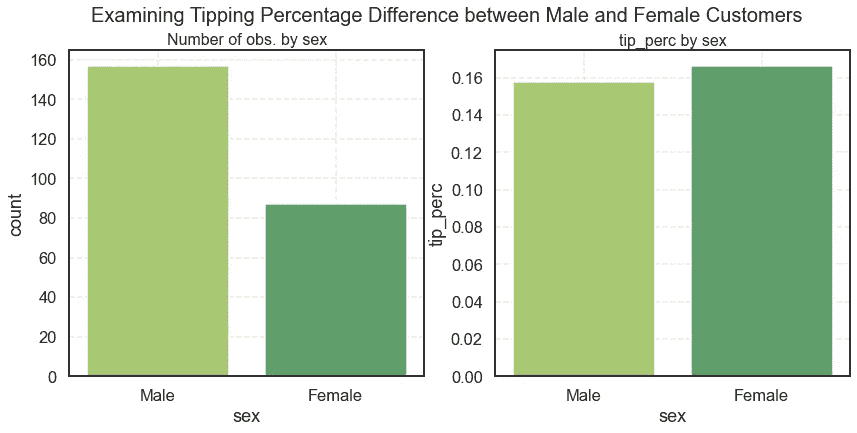 Examining Tipping Percentage Difference between Male and Female Customers
Number of obs. by sex
160
140
120
100
80
60
40
20
0
count
Male
Female
sex
tip_perc by sex
0.16
0.14
0.12
0.10
0.08
0.06
0.04
0.02
0.00
tip_perc
Male
Female
sex